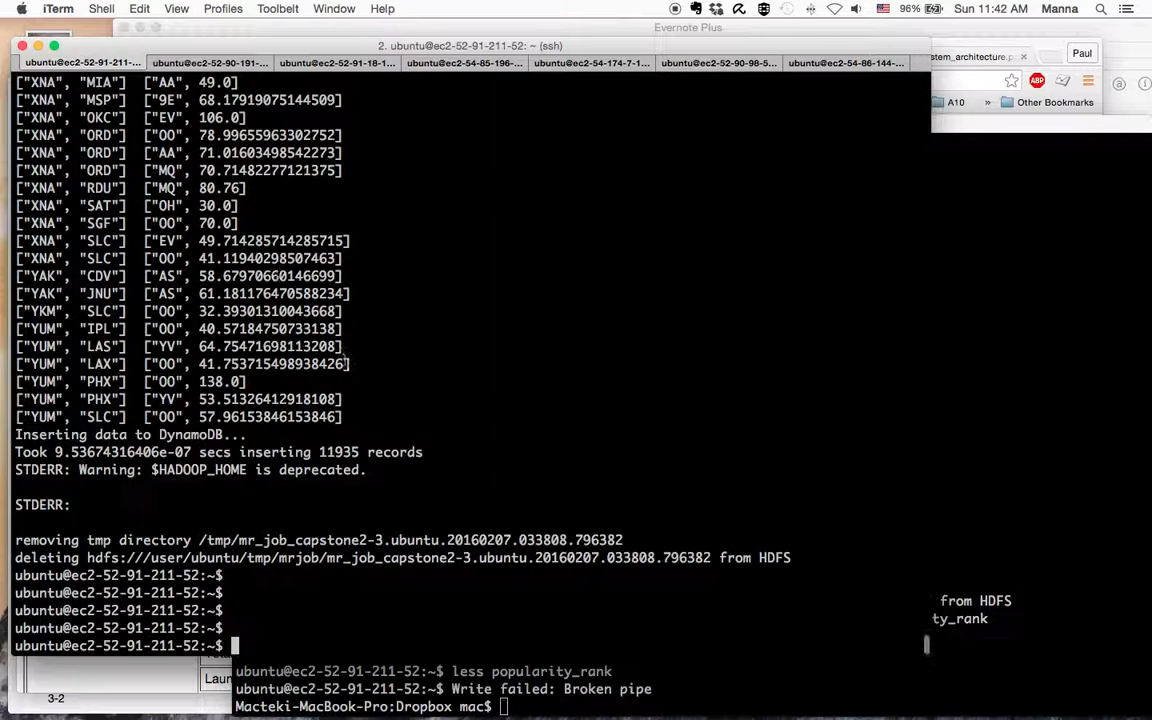 iTerm Shell Edit View Profiles Toolbelt Window Help 96% Sun 11:42 AM Manna
Evernote Plus
2. ubuntu@ec2-52-91-211-52: ~ (ssh)
Paul
ubuntu@ec2-52-91-211-... ubuntu@ec2-52-90-191-... ubuntu@ec2-52-91-18-1... ubuntu@ec2-54-85-196-... ubuntu@ec2-54-174-7-1... ubuntu@ec2-52-90-98-5... ubuntu@ec2-54-86-144-...
stem_architecture.p
ABP
A10 » Other Bookmarks
["XNA", "MIA"] ["AA", 49.0]
["XNA", "MSP"] ["9E", 68.17919075144509]
["XNA", "OKC"] ["EV", 106.0]
["XNA", "ORD"] ["OO", 78.99655963302752]
["XNA", "ORD"] ["AA", 71.01603498542273]
["XNA", "ORD"] ["MQ", 70.71482277121375]
["XNA", "RDU"] ["MQ", 80.76]
["XNA", "SAT"] ["OH", 30.0]
["XNA", "SGF"] ["OO", 70.0]
["XNA", "SLC"] ["EV", 49.714285714285715]
["XNA", "SLC"] ["OO", 41.11940298507463]
["YAK", "CDV"] ["AS", 58.67970660146699]
["YAK", "JNU"] ["AS", 61.181176470588234]
["YKM", "SLC"] ["OO", 32.39301310043668]
["YUM", "IPL"] ["OO", 40.57184750733138]
["YUM", "LAS"] ["YV", 64.75471698113208]
["YUM", "LAX"] ["OO", 41.753715498938426]
["YUM", "PHX"] ["OO", 138.0]
["YUM", "PHX"] ["YV", 53.51326412918108]
["YUM", "SLC"] ["OO", 57.96153846153846]
Inserting data to DynamoDB...
Took 9.53674316406e-07 secs inserting 11935 records
STDERR: Warning: $HADOOP_HOME is deprecated.
STDERR:
removing tmp directory /tmp/mr_job_capstone2-3.ubuntu.20160207.033808.796382
deleting hdfs:///user/ubuntu/tmp/mrjob/mr_job_capstone2-3.ubuntu.20160207.033808.796382 from HDFS
ubuntu@ec2-52-91-211-52:~$
ubuntu@ec2-52-91-211-52:~$
ubuntu@ec2-52-91-211-52:~$
ubuntu@ec2-52-91-211-52:~$
ubuntu@ec2-52-91-211-52:~$
from HDFS
ty_rank
ubuntu@ec2-52-91-211-52:~$ less popularity_rank
Laun
ubuntu@ec2-52-91-211-52:~$ Write failed: Broken pipe
3-2
Macteki-MacBook-Pro:Dropbox mac$